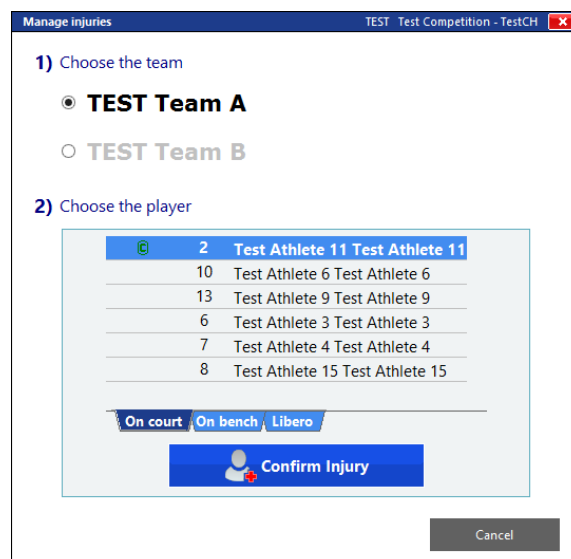 Manage injuries TEST Test Competition - TestCH
1) Choose the team
TEST Team A
TEST Team B
2) Choose the player
C 2 Test Athlete 11 Test Athlete 11
10 Test Athlete 6 Test Athlete 6
13 Test Athlete 9 Test Athlete 9
6 Test Athlete 3 Test Athlete 3
7 Test Athlete 4 Test Athlete 4
8 Test Athlete 15 Test Athlete 15
On court On bench Libero
Confirm Injury
Cancel